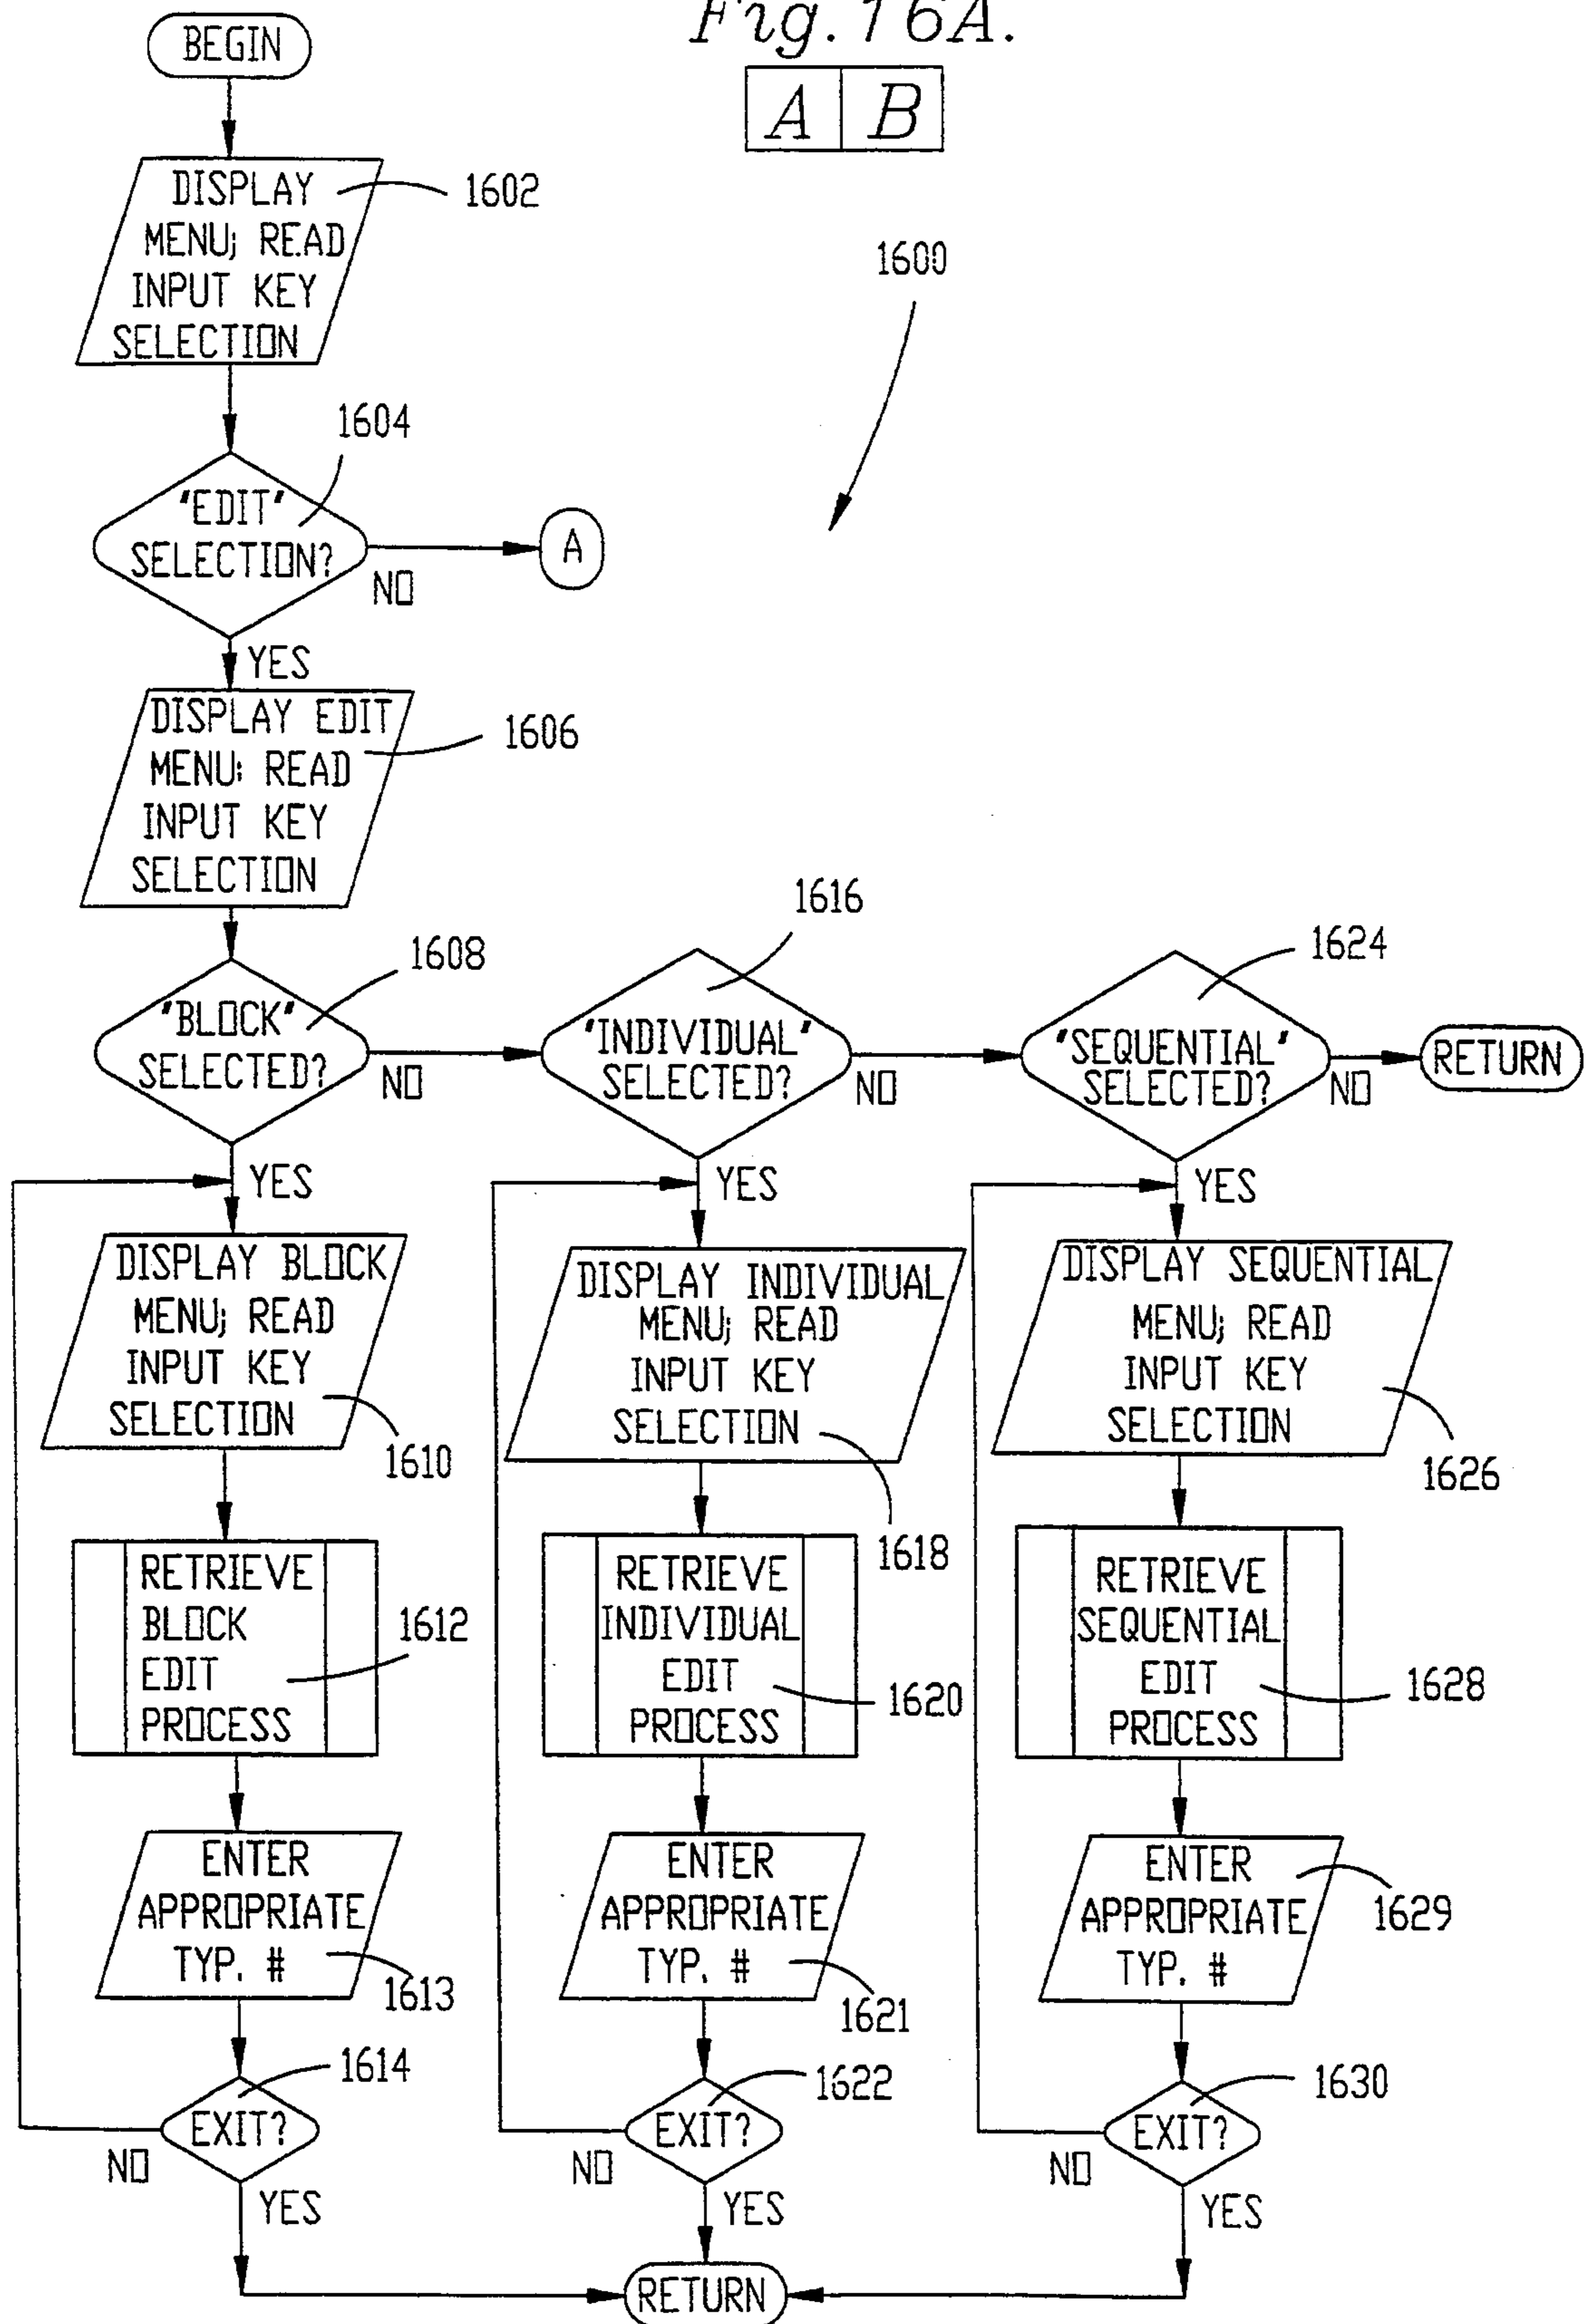 Fig. 16A.
A B
BEGIN
DISPLAY
MENU; READ
INPUT KEY
SELECTION
1602
1600
1604
"EDIT"
SELECTION?
NO
A
YES
DISPLAY EDIT
MENU; READ
INPUT KEY
SELECTION
1606
1608
"BLOCK"
SELECTED?
NO
1616
"INDIVIDUAL"
SELECTED?
NO
1624
"SEQUENTIAL"
SELECTED?
NO
RETURN
YES
DISPLAY BLOCK
MENU; READ
INPUT KEY
SELECTION
1610
RETRIEVE
BLOCK
EDIT
PROCESS
1612
ENTER
APPROPRIATE
TYP. #
1613
1614
EXIT?
NO
YES
YES
DISPLAY INDIVIDUAL
MENU; READ
INPUT KEY
SELECTION
1618
RETRIEVE
INDIVIDUAL
EDIT
PROCESS
1620
ENTER
APPROPRIATE
TYP. #
1621
1622
EXIT?
NO
YES
YES
DISPLAY SEQUENTIAL
MENU; READ
INPUT KEY
SELECTION
1626
RETRIEVE
SEQUENTIAL
EDIT
PROCESS
1628
ENTER
APPROPRIATE
TYP. #
1629
1630
EXIT?
NO
YES
RETURN